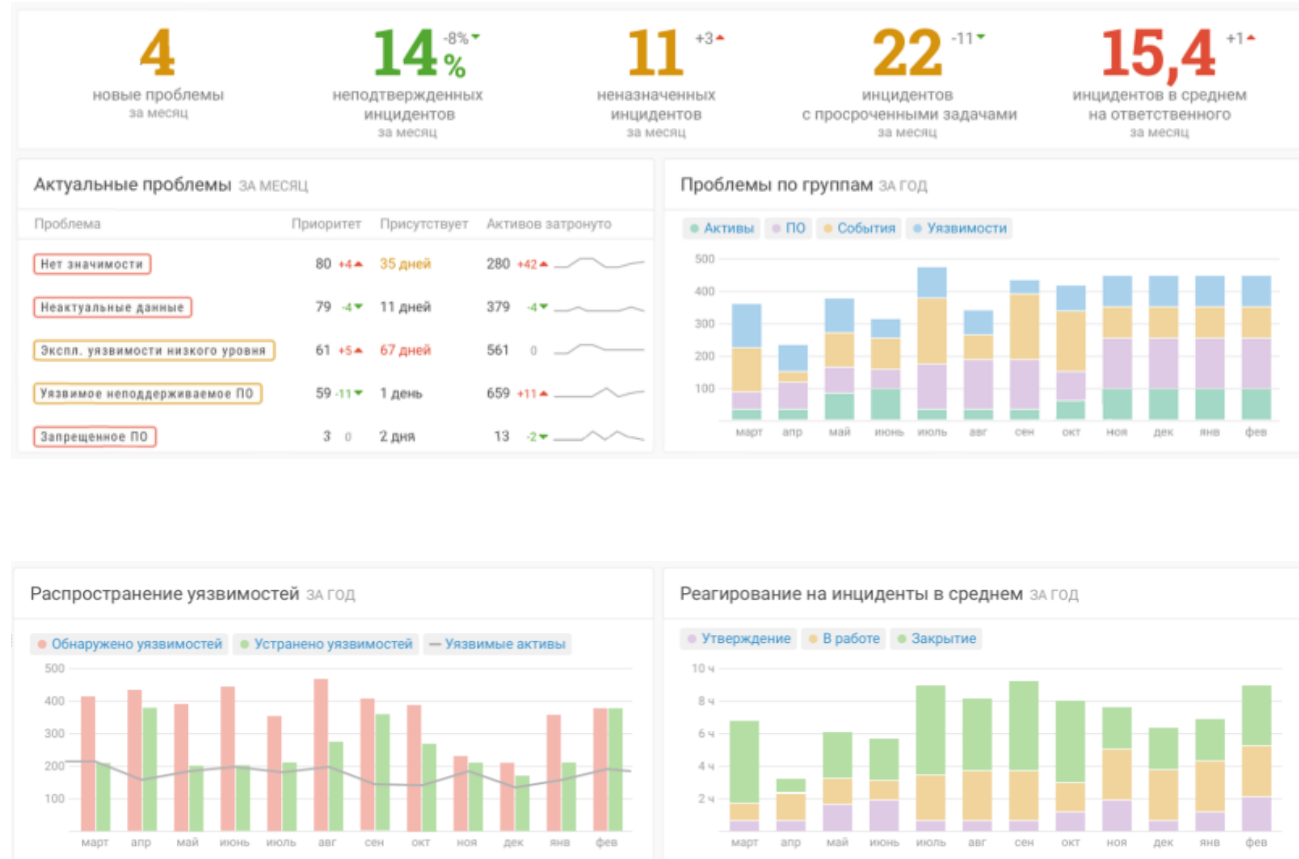 4
14 % -8%
11 +3
22 -11
15,4 +1
новые проблемы
за месяц
неподтвержденных
инцидентов
за месяц
неназначенных
инцидентов
за месяц
инцидентов
с просроченными задачами
за месяц
инцидентов в среднем
на ответственного
за месяц
Актуальные проблемы ЗА МЕСЯЦ
Проблема Приоритет Присутствует Активов затронуто
Нет значимости 80 +4 35 дней 280 +42
Неактуальные данные 79 -4 11 дней 379 -4
Экспл. уязвимости низкого уровня 61 +5 67 дней 561 0
Уязвимое неподдерживаемое ПО 59 -11 1 день 659 +11
Запрещенное ПО 3 0 2 дня 13 -2
Проблемы по группам ЗА ГОД
Активы ПО События Уязвимости
500
400
300
200
100
март апр май июнь июль авг сен окт ноя дек янв фев
Распространение уязвимостей ЗА ГОД
Обнаружено уязвимостей Устранено уязвимостей Уязвимые активы
500
400
300
200
100
март апр май июнь июль авг сен окт ноя дек янв фев
Реагирование на инциденты в среднем ЗА ГОД
Утверждение В работе Закрытие
10 ч
8 ч
6 ч
4 ч
2 ч
март апр май июнь июль авг сен окт ноя дек янв фев